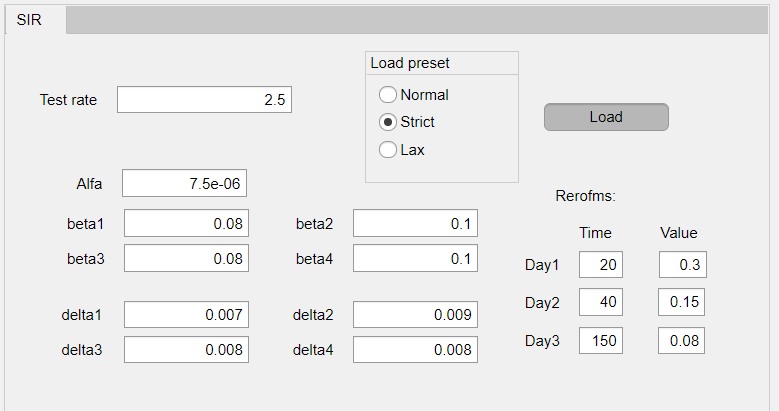 SIR
Load preset
Test rate 2.5
Normal
Strict
Load
Lax
Alfa 7.5e-06
Rerofms:
beta1 0.08 beta2 0.1
Time Value
beta3 0.08 beta4 0.1
Day1 20 0.3
Day2 40 0.15
delta1 0.007 delta2 0.009
Day3 150 0.08
delta3 0.008 delta4 0.008